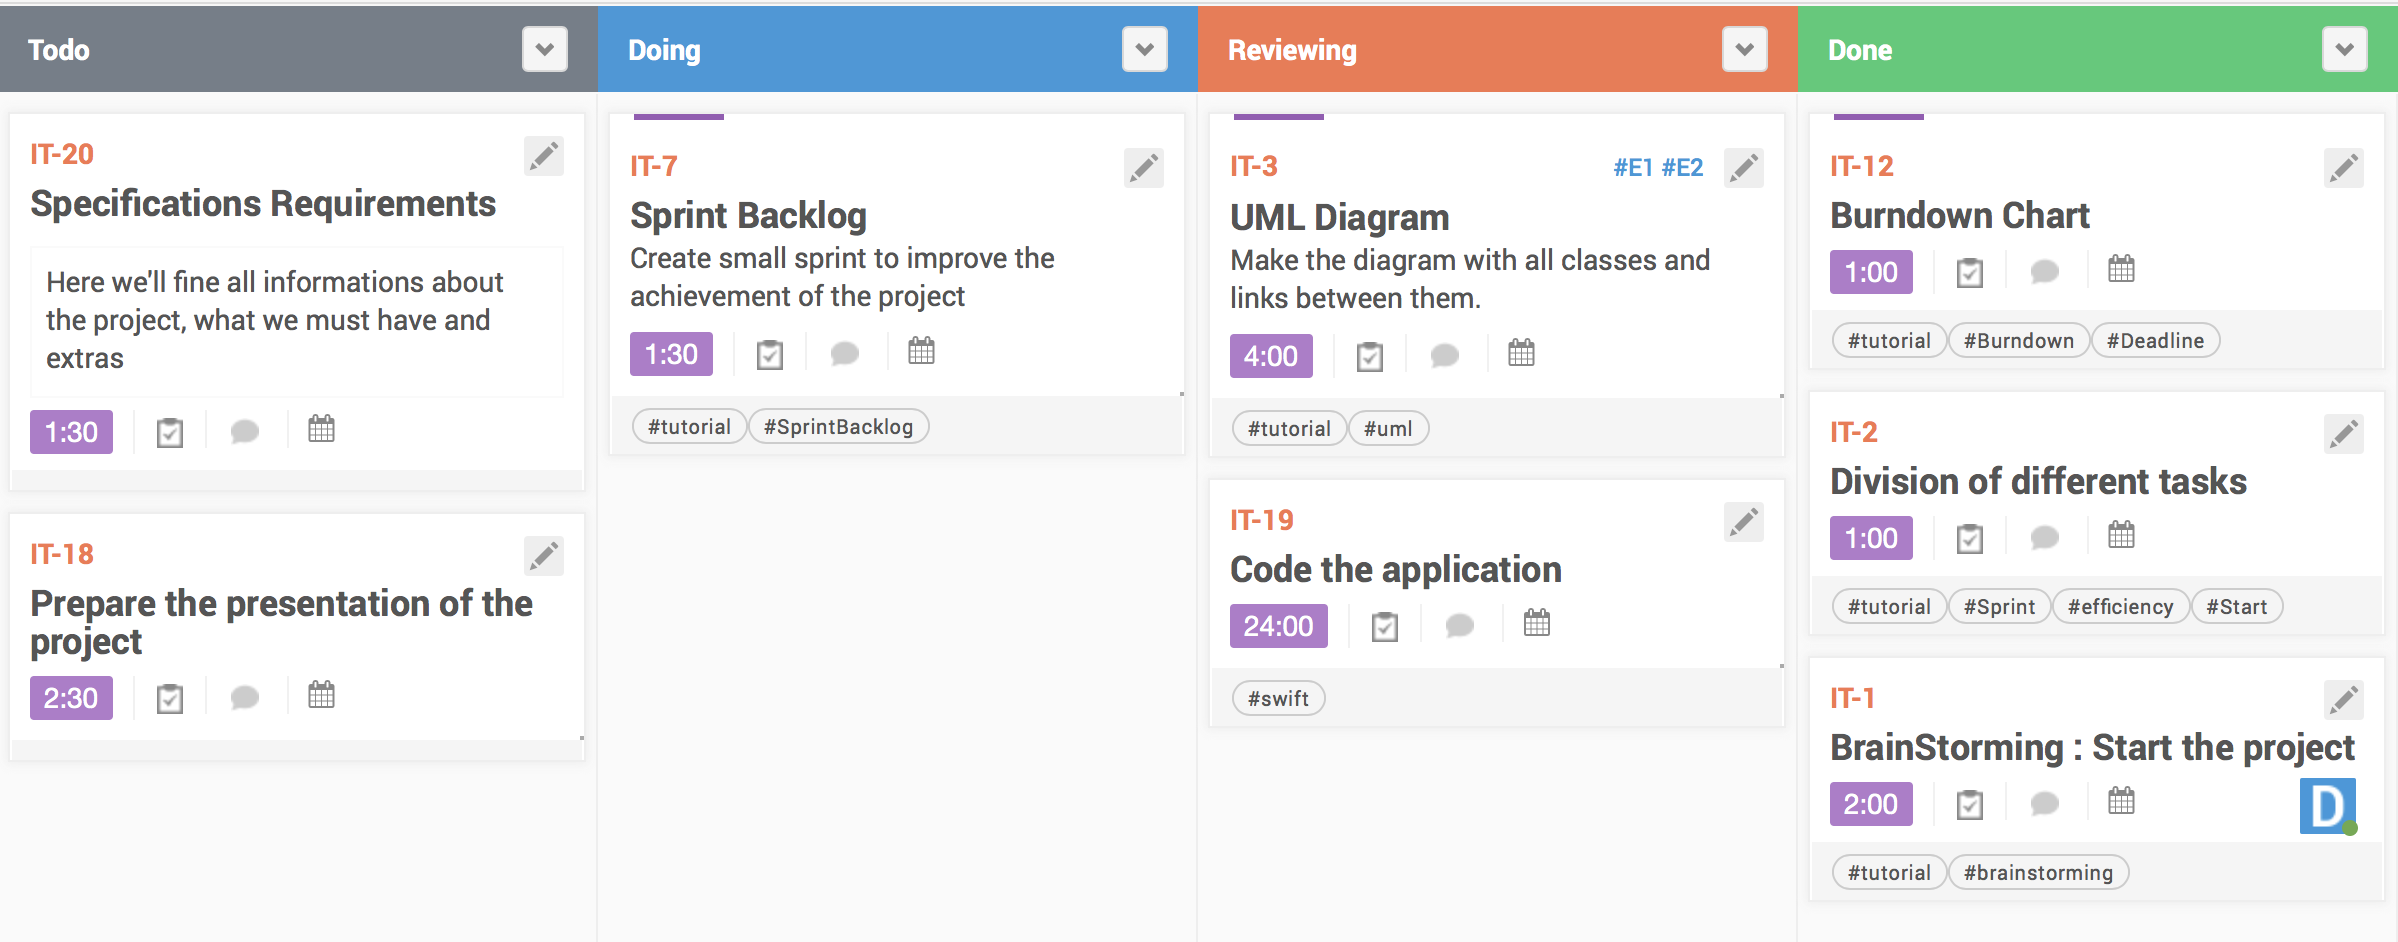 Todo
IT-20
Specifications Requirements
Here we'll fine all informations about
the project, what we must have and
extras
1:30
IT-18
Prepare the presentation of the
project
2:30
Doing
IT-7
Sprint Backlog
Create small sprint to improve the
achievement of the project
1:30
#tutorial #SprintBacklog
Reviewing
IT-3 #E1 #E2
UML Diagram
Make the diagram with all classes and
links between them.
4:00
#tutorial #uml
IT-19
Code the application
24:00
#swift
Done
IT-12
Burndown Chart
1:00
#tutorial #Burndown #Deadline
IT-2
Division of different tasks
1:00
#tutorial #Sprint #efficiency #Start
IT-1
BrainStorming : Start the project
2:00 D
#tutorial #brainstorming